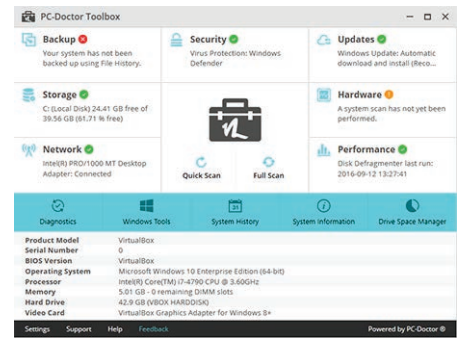 PC-Doctor Toolbox
Backup
Your system has not been
backed up using File History.
Security
Virus Protection: Windows
Defender
Updates
Windows Update: Automatic
download and install (Reco...
Storage
C: (Local Disk) 24.41 GB free of
39.56 GB (61.71 % free)
Hardware
A system scan has not yet been
performed.
Network
Intel(R) PRO/1000 MT Desktop
Adapter: Connected
Quick Scan
Full Scan
Performance
Disk Defragmenter last run:
2016-09-12 13:27:41
Diagnostics
Windows Tools
System History
System Information
Drive Space Manager
Product Model VirtualBox
Serial Number 0
BIOS Version VirtualBox
Operating System Microsoft Windows 10 Enterprise Edition (64-bit)
Processor Intel(R) Core(TM) i7-4790 CPU @ 3.60GHz
Memory 5.01 GB - 0 remaining DIMM slots
Hard Drive 42.9 GB (VBOX HARDDISK)
Video Card VirtualBox Graphics Adapter for Windows 8+
Settings Support Help Feedback Powered by PC-Doctor ®